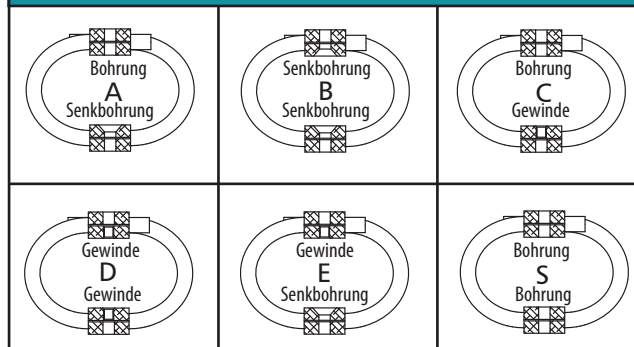 Bohrung
A
Senkbohrung
Senkbohrung
B
Senkbohrung
Bohrung
C
Gewinde
Gewinde
D
Gewinde
Gewinde
E
Senkbohrung
Bohrung
S
Bohrung